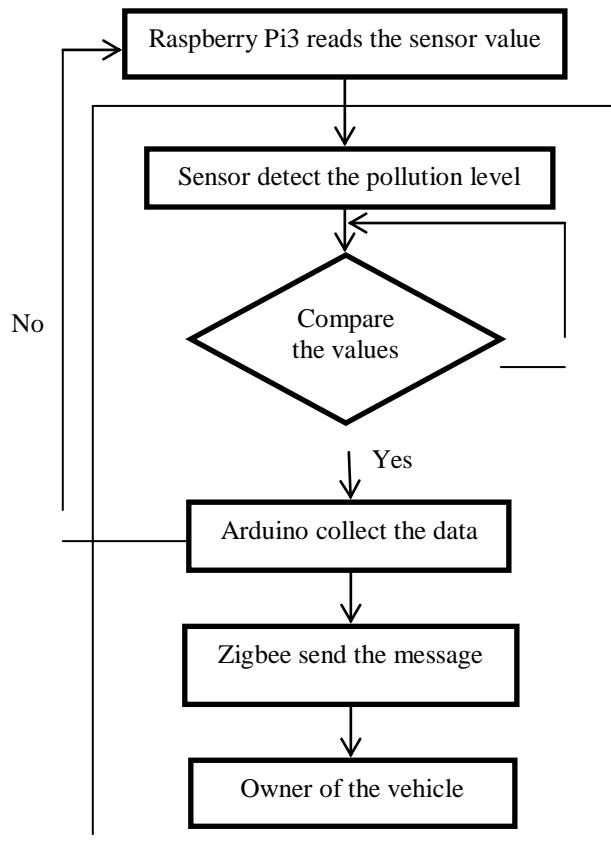 Raspberry Pi3 reads the sensor value
Sensor detect the pollution level
Compare
the values
No
Yes
Arduino collect the data
Zigbee send the message
Owner of the vehicle